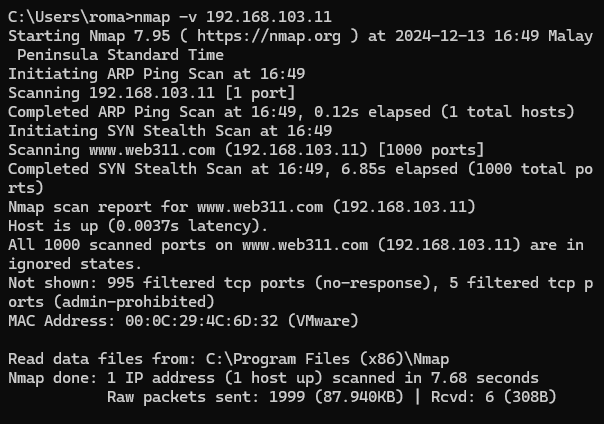 C:\Users\roma>nmap -v 192.168.103.11
Starting Nmap 7.95 ( https://nmap.org ) at 2024-12-13 16:49 Malay
 Peninsula Standard Time
Initiating ARP Ping Scan at 16:49
Scanning 192.168.103.11 [1 port]
Completed ARP Ping Scan at 16:49, 0.12s elapsed (1 total hosts)
Initiating SYN Stealth Scan at 16:49
Scanning www.web311.com (192.168.103.11) [1000 ports]
Completed SYN Stealth Scan at 16:49, 6.85s elapsed (1000 total po
rts)
Nmap scan report for www.web311.com (192.168.103.11)
Host is up (0.0037s latency).
All 1000 scanned ports on www.web311.com (192.168.103.11) are in
ignored states.
Not shown: 995 filtered tcp ports (no-response), 5 filtered tcp p
orts (admin-prohibited)
MAC Address: 00:0C:29:4C:6D:32 (VMware)

Read data files from: C:\Program Files (x86)\Nmap
Nmap done: 1 IP address (1 host up) scanned in 7.68 seconds
           Raw packets sent: 1999 (87.940KB) | Rcvd: 6 (308B)